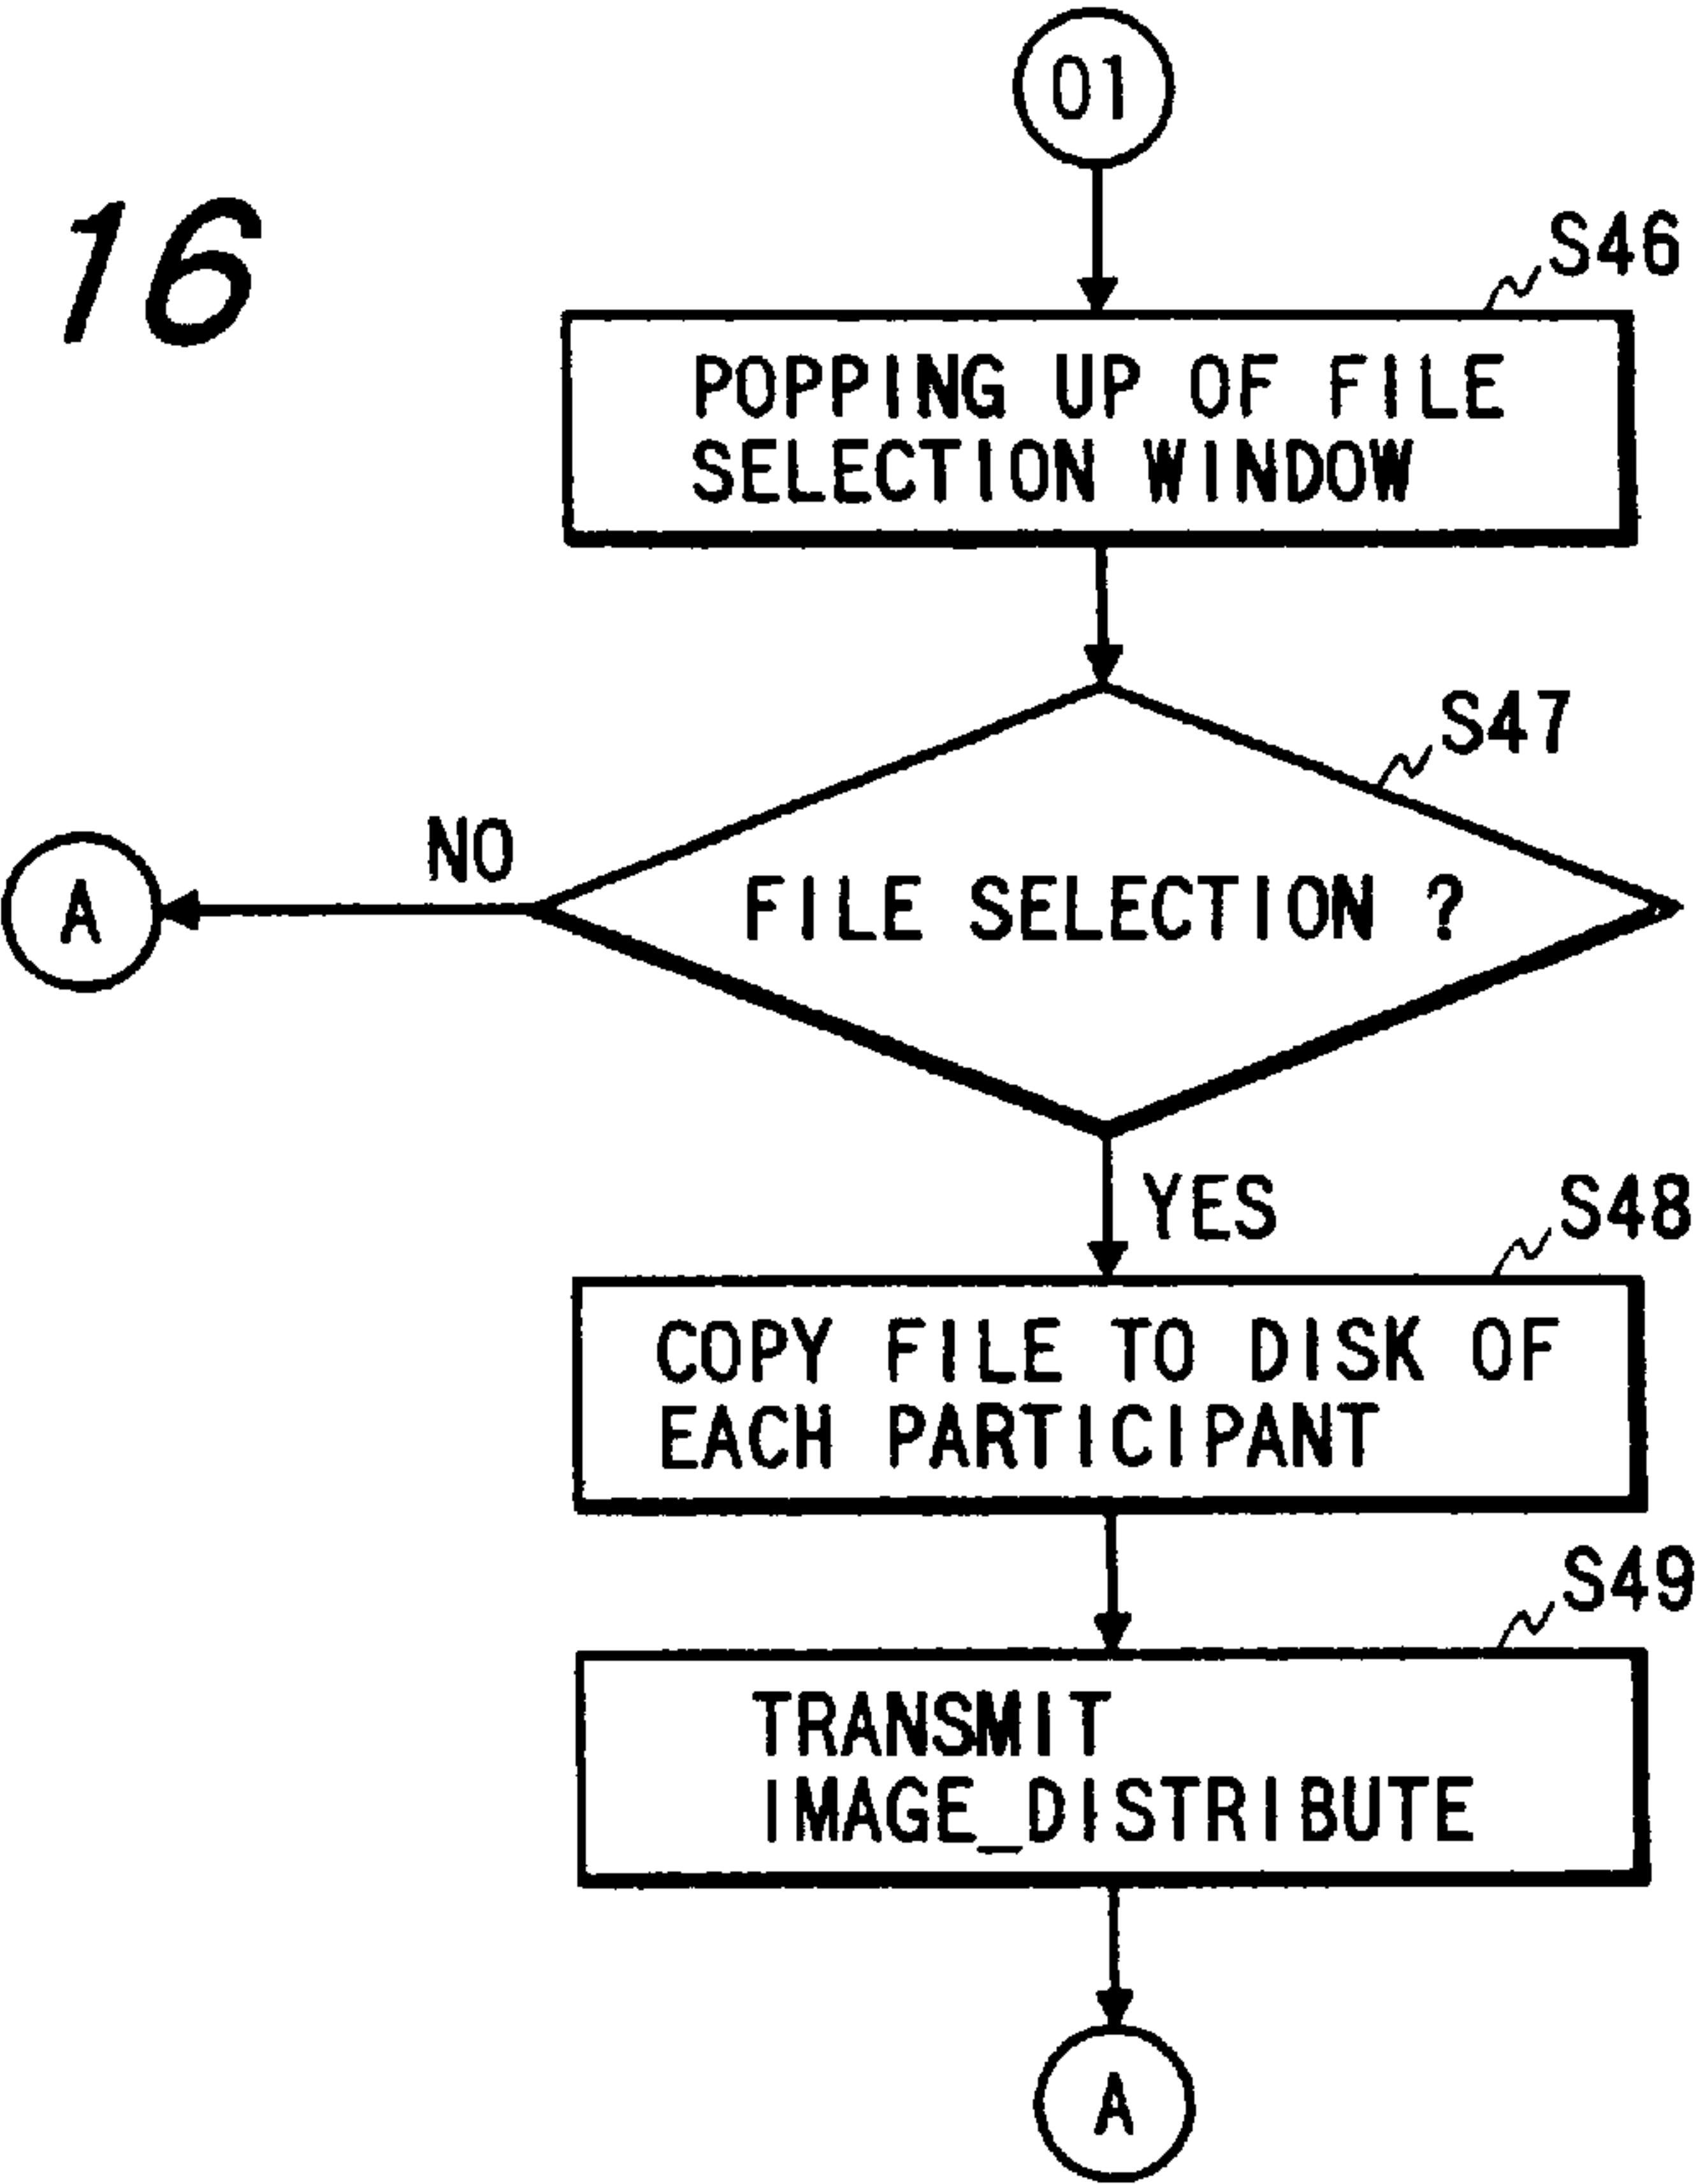 01
16
S46
POPPING UP OF FILE
SELECTION WINDOW
S47
NO
A
FILE SELECTION ?
YES
S48
COPY FILE TO DISK OF
EACH PARTICIPANT
S49
TRANSMIT
IMAGE_DISTRIBUTE
A